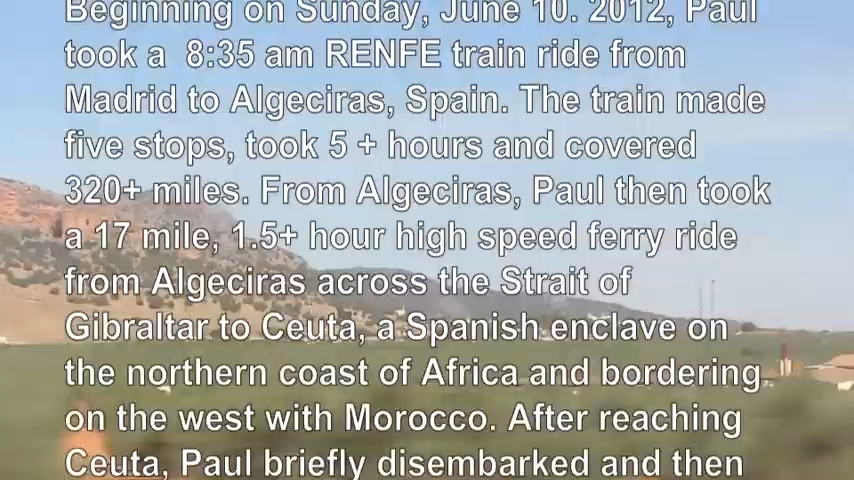 Beginning on Sunday, June 10. 2012, Paul
took a  8:35 am RENFE train ride from
Madrid to Algeciras, Spain. The train made
five stops, took 5 + hours and covered
320+ miles. From Algeciras, Paul then took
a 17 mile, 1.5+ hour high speed ferry ride
from Algeciras across the Strait of
Gibraltar to Ceuta, a Spanish enclave on
the northern coast of Africa and bordering
on the west with Morocco. After reaching
Ceuta, Paul briefly disembarked and then